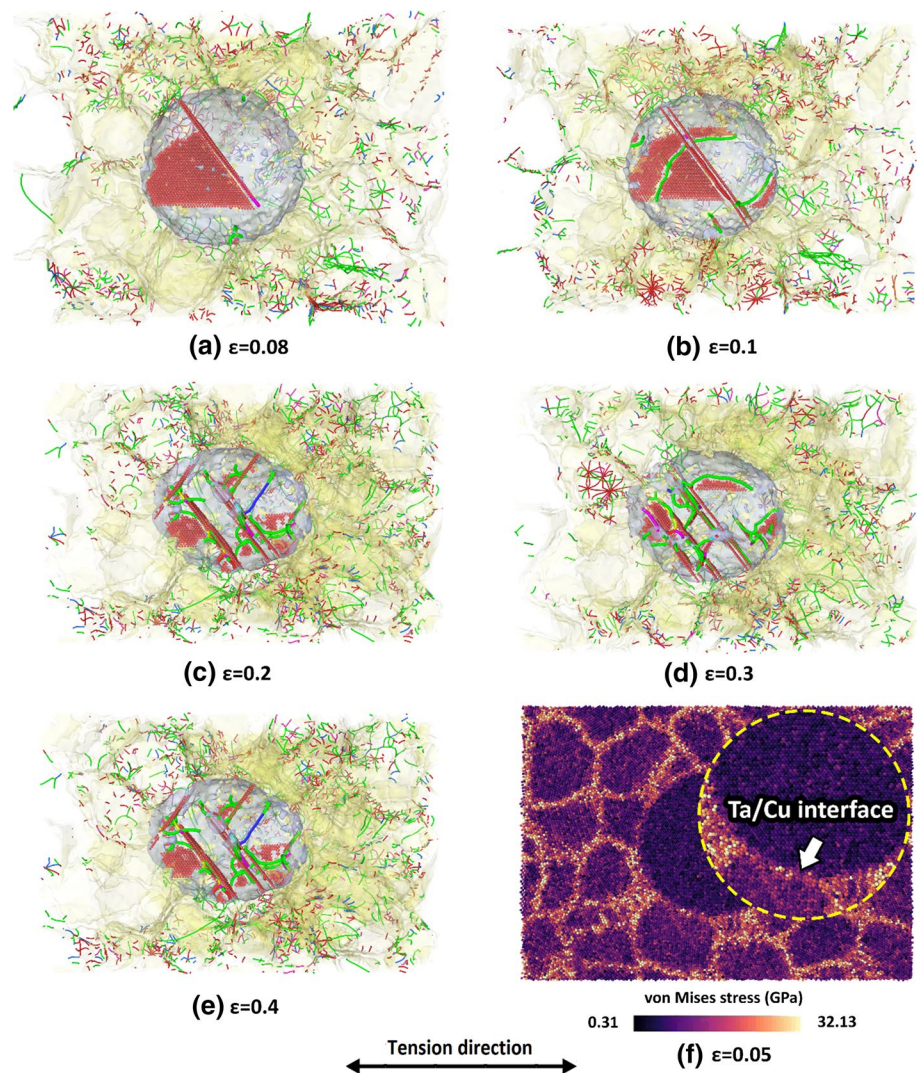 (a) ε=0.08
(b) ε=0.1
(c) ε=0.2
(d) ε=0.3
Ta/Cu interface
(e) ε=0.4
von Mises stress (GPa)
0.31 32.13
(f) ε=0.05
Tension direction